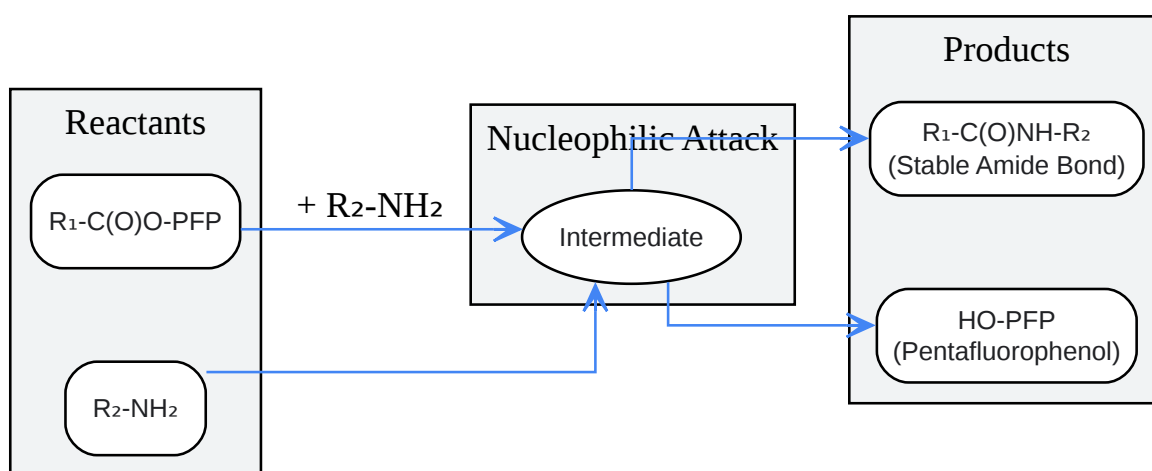 Reactants
R₁-C(O)O-PFP
R₂-NH₂
+ R₂-NH₂
Nucleophilic Attack
Intermediate
Products
R₁-C(O)NH-R₂
(Stable Amide Bond)
HO-PFP
(Pentafluorophenol)